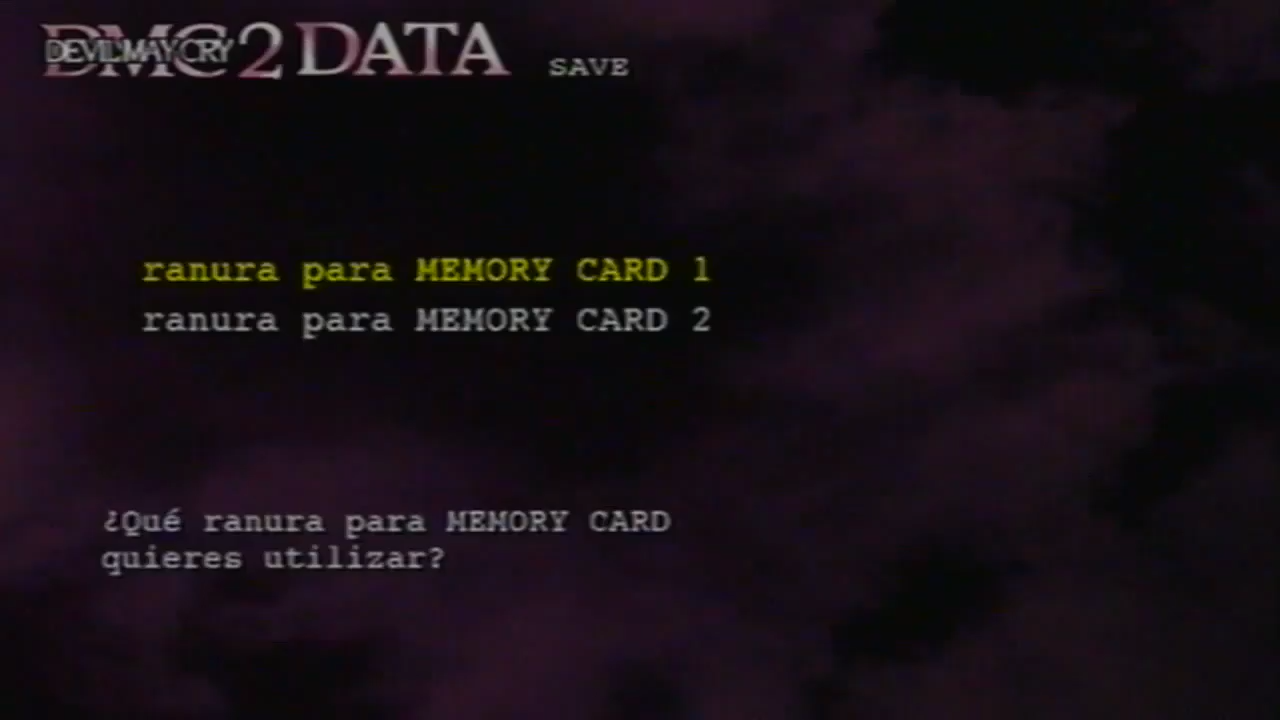 DEVIL MAY CRY 2 DATA SAVE
ranura para MEMORY CARD 1
ranura para MEMORY CARD 2
¿Qué ranura para MEMORY CARD
quieres utilizar?